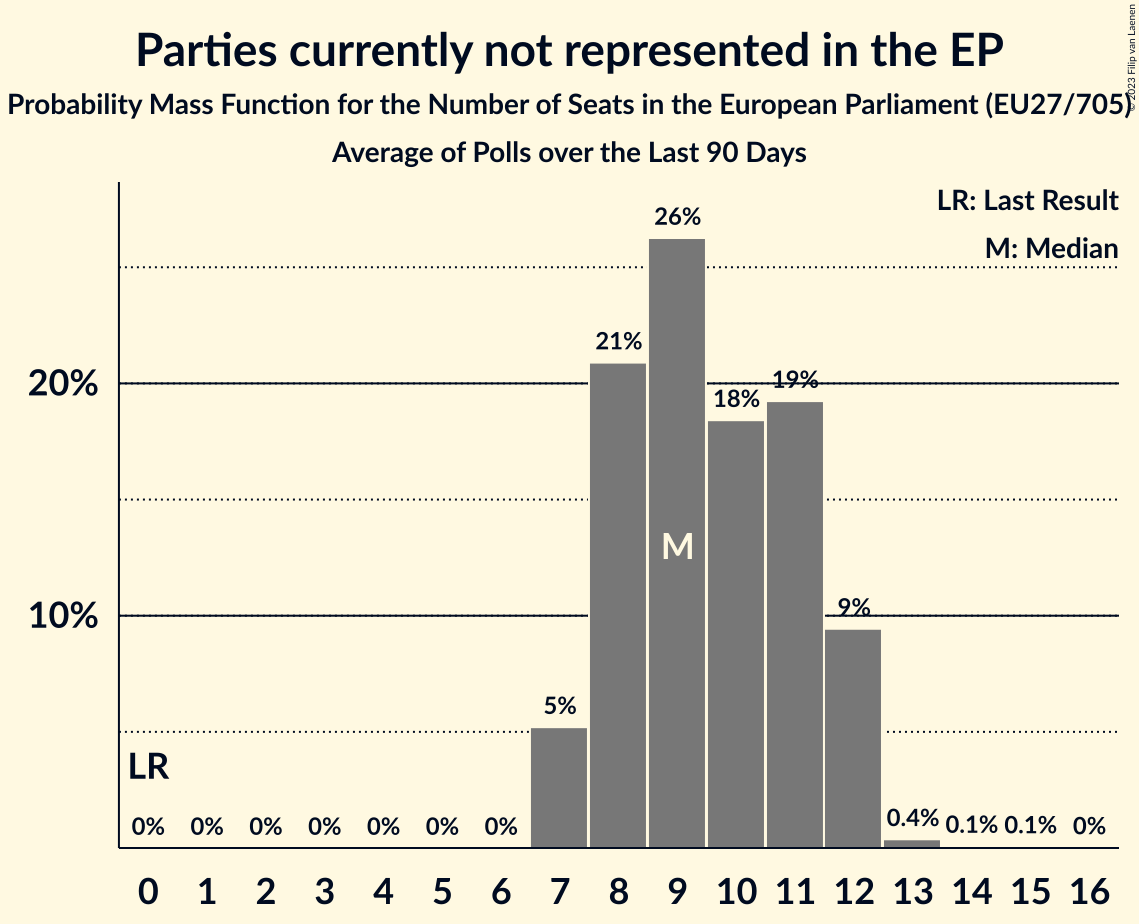 Parties currently not represented in the EP
Probability Mass Function for the Number of Seats in the European Parliament (EU27/705)
Average of Polls over the Last 90 Days
© 2023 Filip van Laenen
LR: Last Result
M: Median
26%
21%
20%
19%
18%
M
10%
9%
5%
LR
0% 0% 0% 0% 0% 0% 0% 0.4% 0.1% 0.1% 0%
0 1 2 3 4 5 6 7 8 9 10 11 12 13 14 15 16